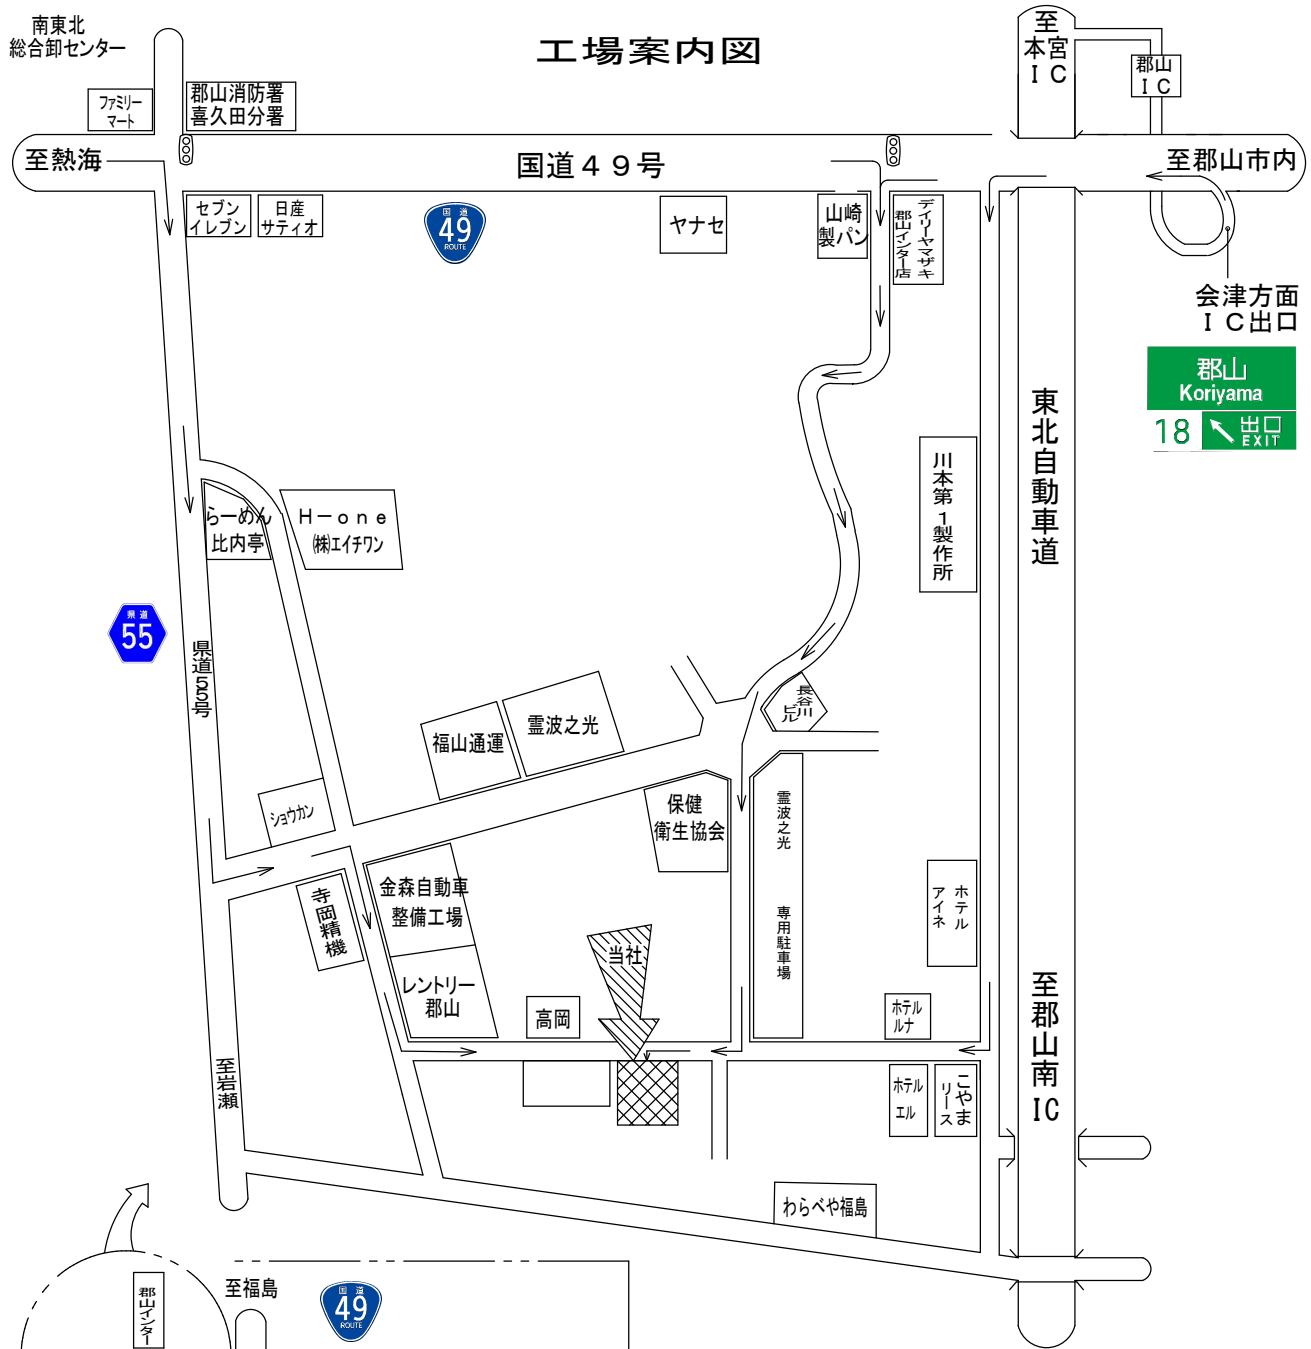 工場案内図
南東北
総合卸センター
至
本宮
ＩＣ
郡山
ＩＣ
ファミリー
マート
郡山消防署
喜久田分署
至熱海
国道４９号
至郡山市内
セブン
イレブン
日産
サティオ
国道
49
ROUTE
ヤナセ
山崎
製パン
デイリーヤマザキ
郡山インター店
会津方面
ＩＣ出口
郡山
Koriyama
18
出口
EXIT
東北自動車道
川本第１製作所
らーめん
比内亭
Ｈ－ｏｎｅ
㈱エイチワン
県道
55
県道５５号
長谷川
ビル
霊波之光
福山通運
ショウカン
保健
衛生協会
霊波之光
専用駐車場
ホテル
アイネ
金森自動車
整備工場
寺岡精機
当社
レントリー
郡山
高岡
ホテル
ルナ
至郡山南IC
至岩瀬
ホテル
エル
こやま
リース
わらべや福島
郡山インター
至福島
国道
49
ROUTE